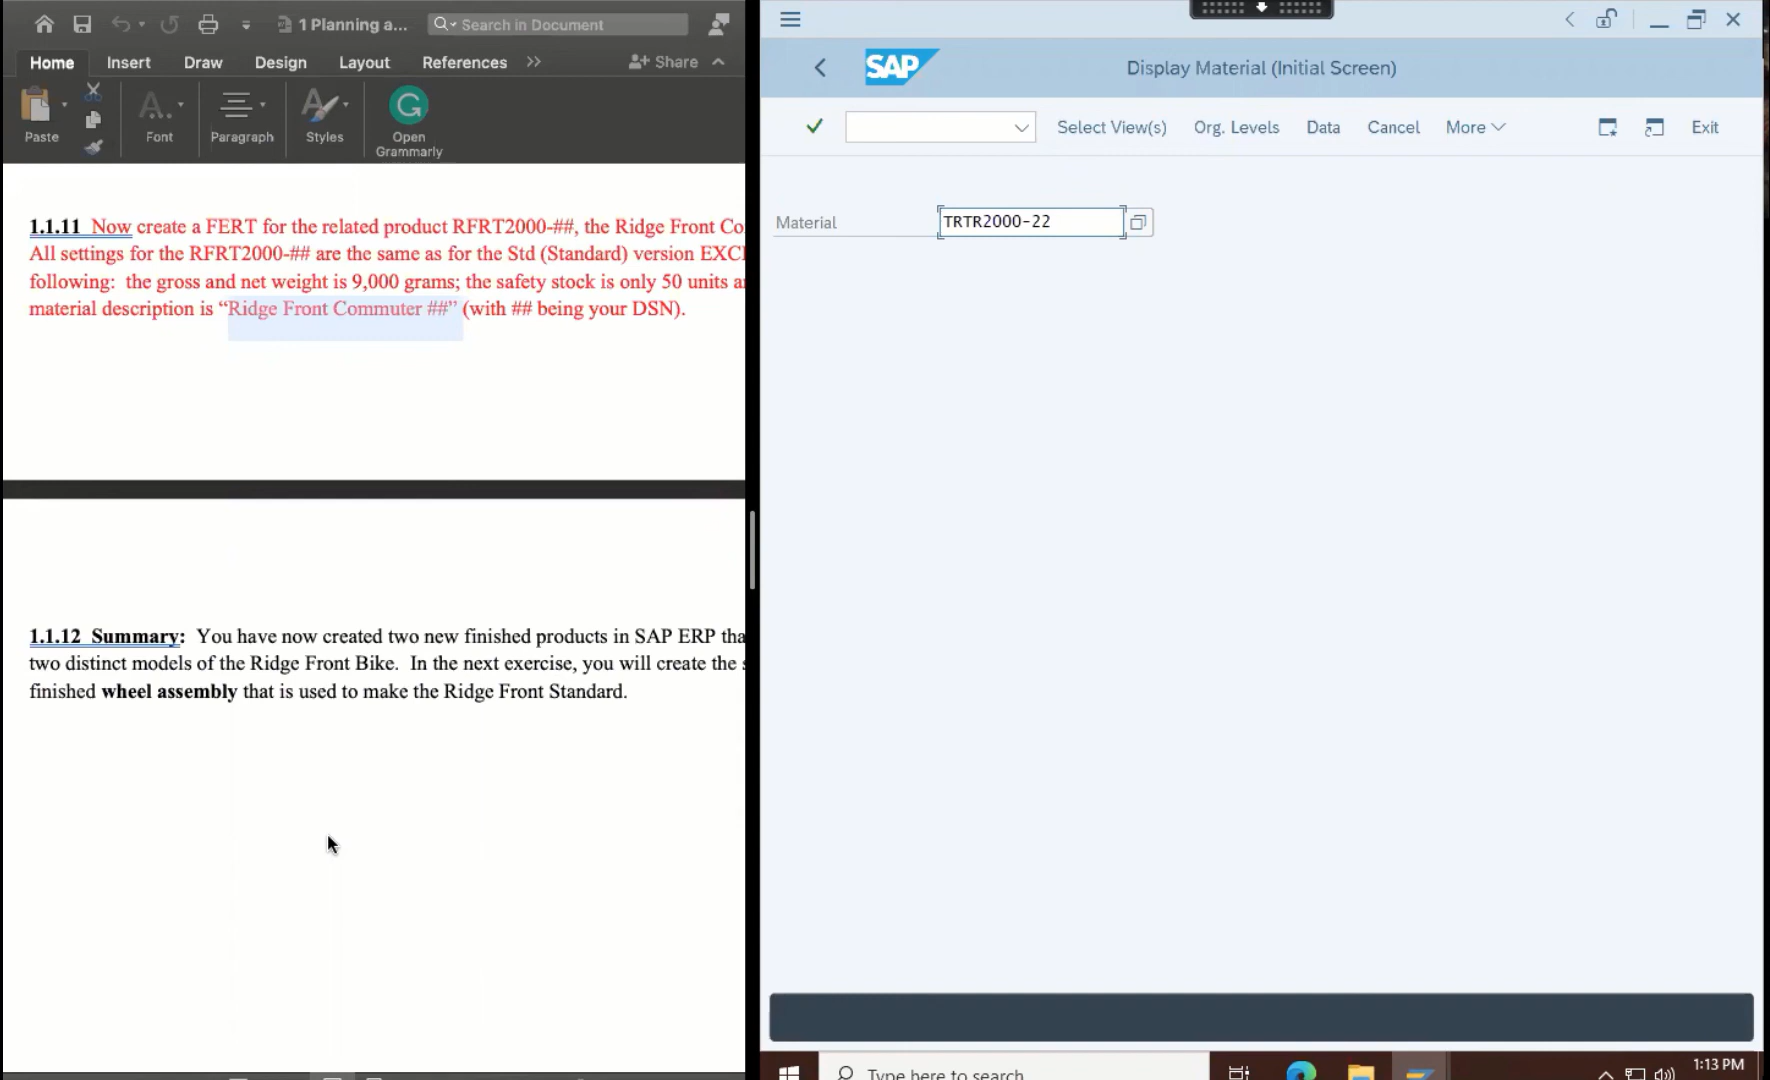 1 Planning a...
Search in Document
Home Insert Draw Design Layout References >> Share
Paste Font Paragraph Styles Open Grammarly
1.1.11 Now create a FERT for the related product RFRT2000-##, the Ridge Front Co
All settings for the RFRT2000-## are the same as for the Std (Standard) version EXCI
following: the gross and net weight is 9,000 grams; the safety stock is only 50 units a
material description is “Ridge Front Commuter ##” (with ## being your DSN).
1.1.12 Summary: You have now created two new finished products in SAP ERP tha
two distinct models of the Ridge Front Bike. In the next exercise, you will create the s
finished wheel assembly that is used to make the Ridge Front Standard.
SAP
Display Material (Initial Screen)
Select View(s) Org. Levels Data Cancel More Exit
Material TRTR2000-22
Type here to search
1:13 PM